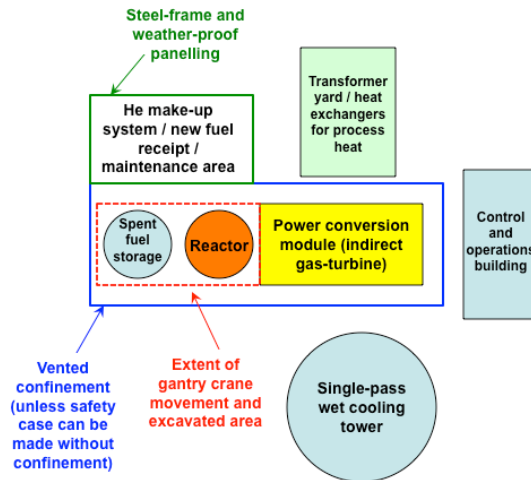 Steel-frame and
weather-proof
panelling
He make-up
system / new fuel
receipt /
maintenance area
Transformer
yard / heat
exchangers
for process
heat
Spent
fuel
storage
Reactor
Power conversion
module (indirect
gas-turbine)
Control
and
operations
building
Vented
confinement
(unless safety
case can be
made without
confinement)
Extent of
gantry crane
movement and
excavated area
Single-pass
wet cooling
tower